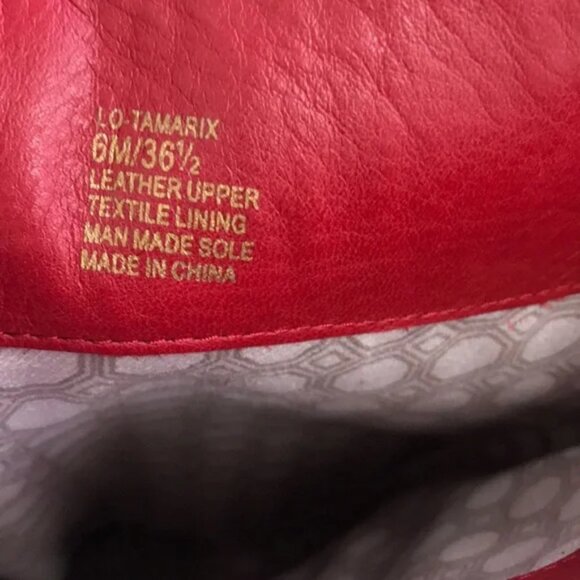 LO-TAMARIX
6M/36½
LEATHER UPPER
TEXTILE LINING
MAN MADE SOLE
MADE IN CHINA